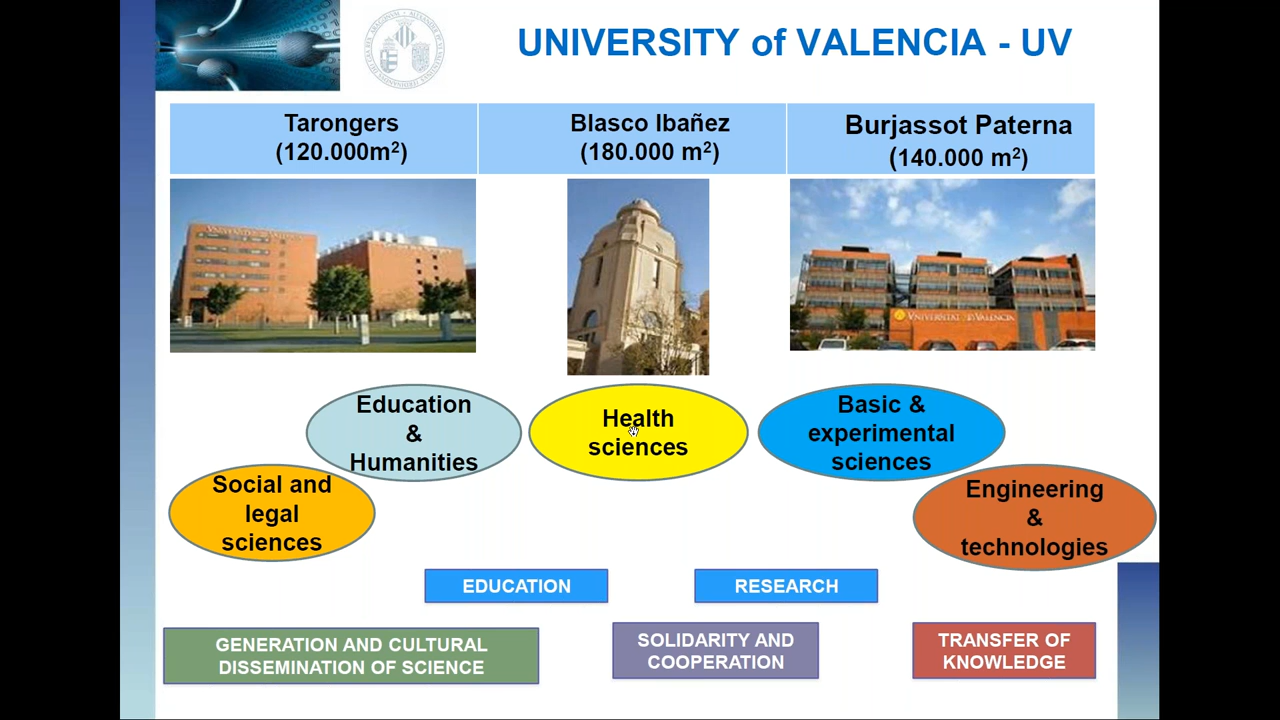 UNIVERSITY of VALENCIA - UV
Tarongers
(120.000m²)
Blasco Ibañez
(180.000 m²)
Burjassot Paterna
(140.000 m²)
VNIVERSITAT D VALENCIA
Education
&
Humanities
Health
sciences
Basic &
experimental
sciences
Social and
legal
sciences
Engineering
&
technologies
EDUCATION
RESEARCH
GENERATION AND CULTURAL
DISSEMINATION OF SCIENCE
SOLIDARITY AND
COOPERATION
TRANSFER OF
KNOWLEDGE